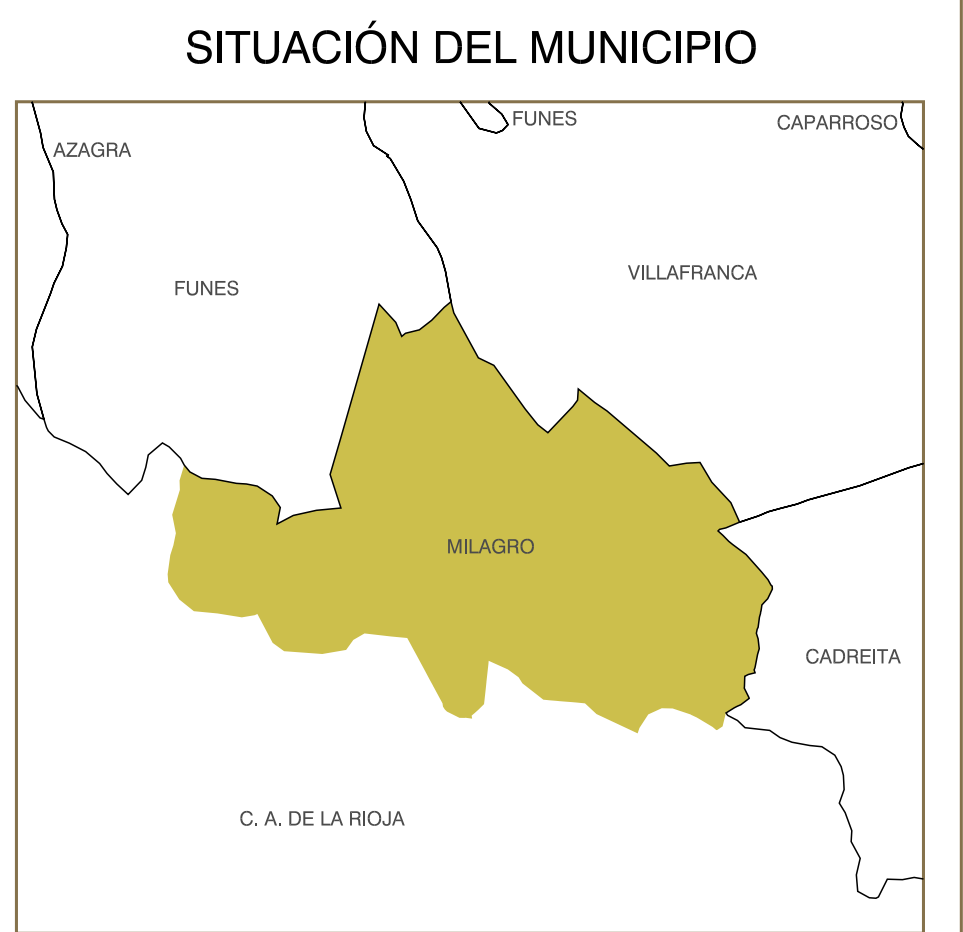 SITUACIÓN DEL MUNICIPIO
FUNES
CAPARROSO
AZAGRA
VILLAFRANCA
FUNES
MILAGRO
CADREITA
C. A. DE LA RIOJA